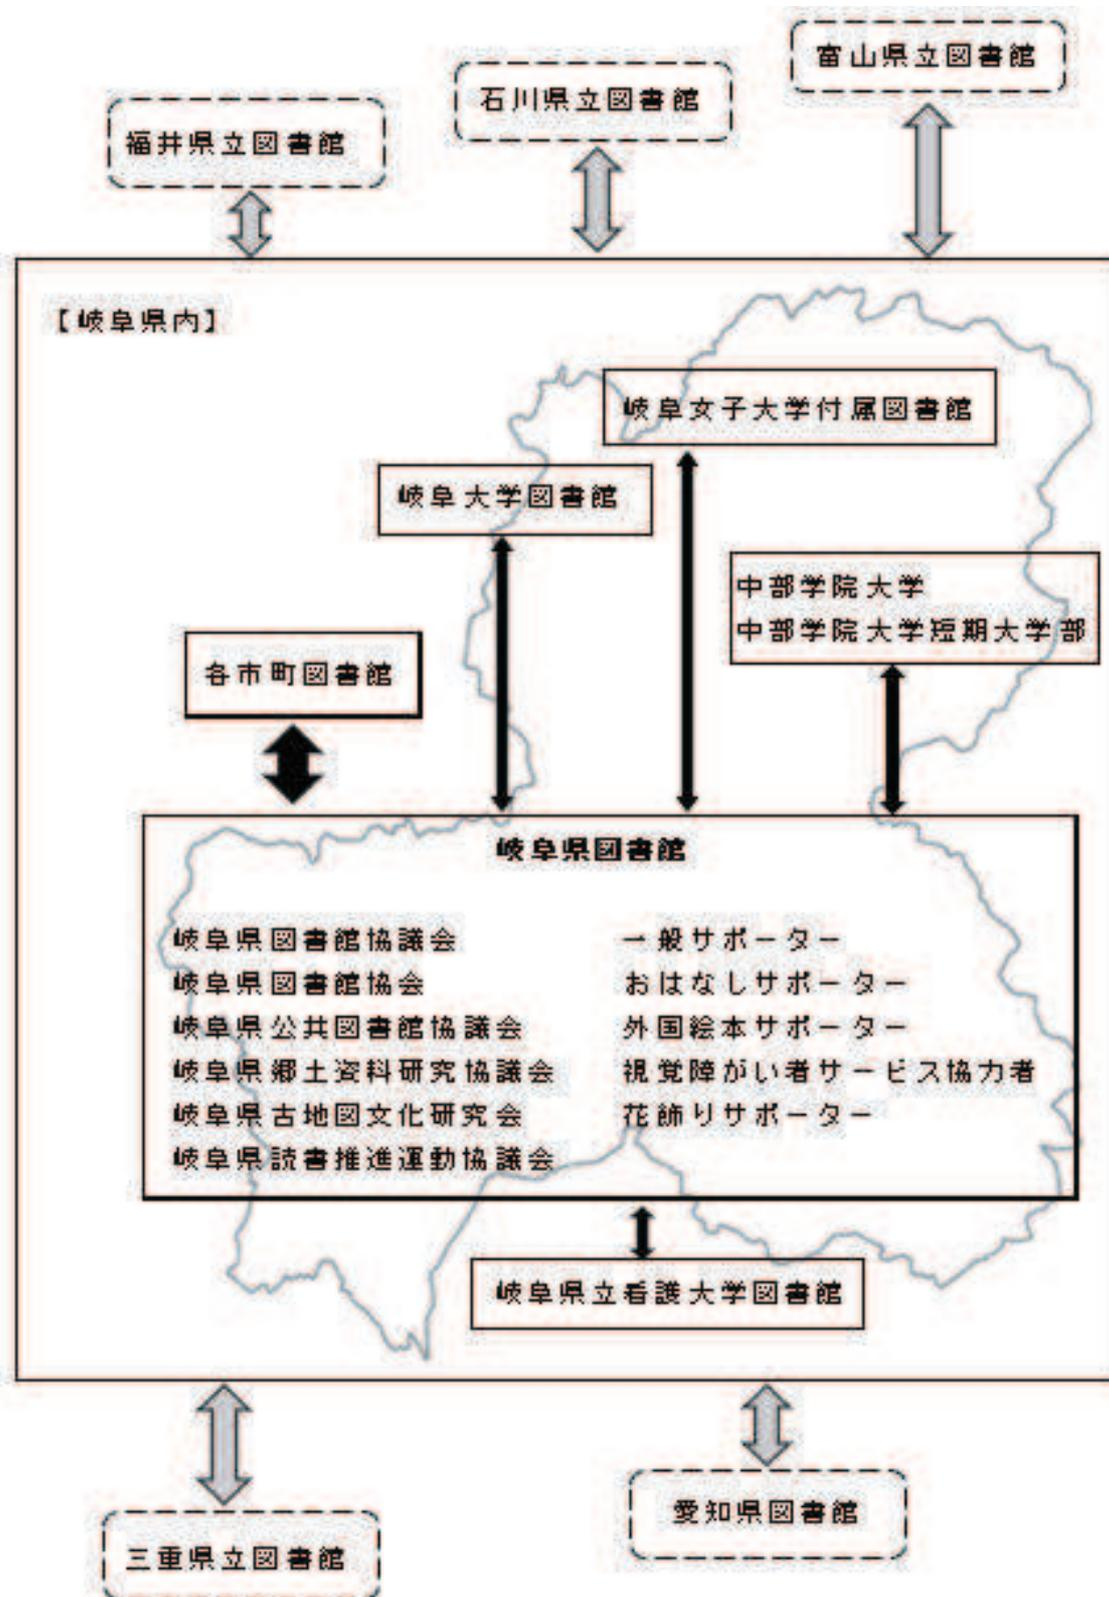 富山県立図書館
石川県立図書館
福井県立図書館
【岐阜県内】
岐阜女子大学付属図書館
岐阜大学図書館
中部学院大学
中部学院大学短期大学部
各市町図書館
岐阜県図書館
岐阜県図書館協議会
岐阜県図書館協会
岐阜県公共図書館協議会
岐阜県郷土資料研究協議会
岐阜県古地図文化研究会
岐阜県読書推進運動協議会
一般サポーター
おはなしサポーター
外国絵本サポーター
視覚障がい者サービス協力者
花飾りサポーター
岐阜県立看護大学図書館
愛知県図書館
三重県立図書館